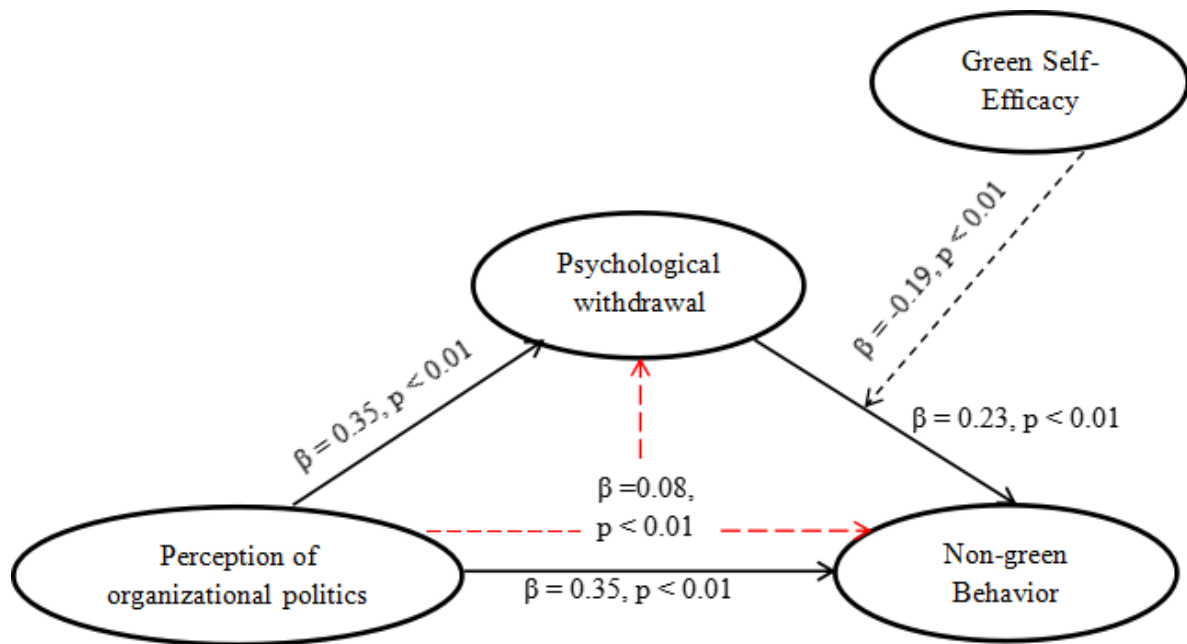 Green Self-
Efficacy
β = -0.19, p < 0.01
Psychological
withdrawal
β = 0.35, p < 0.01
β = 0.23, p < 0.01
β =0.08,
p < 0.01
Perception of
organizational politics
β = 0.35, p < 0.01
Non-green
Behavior